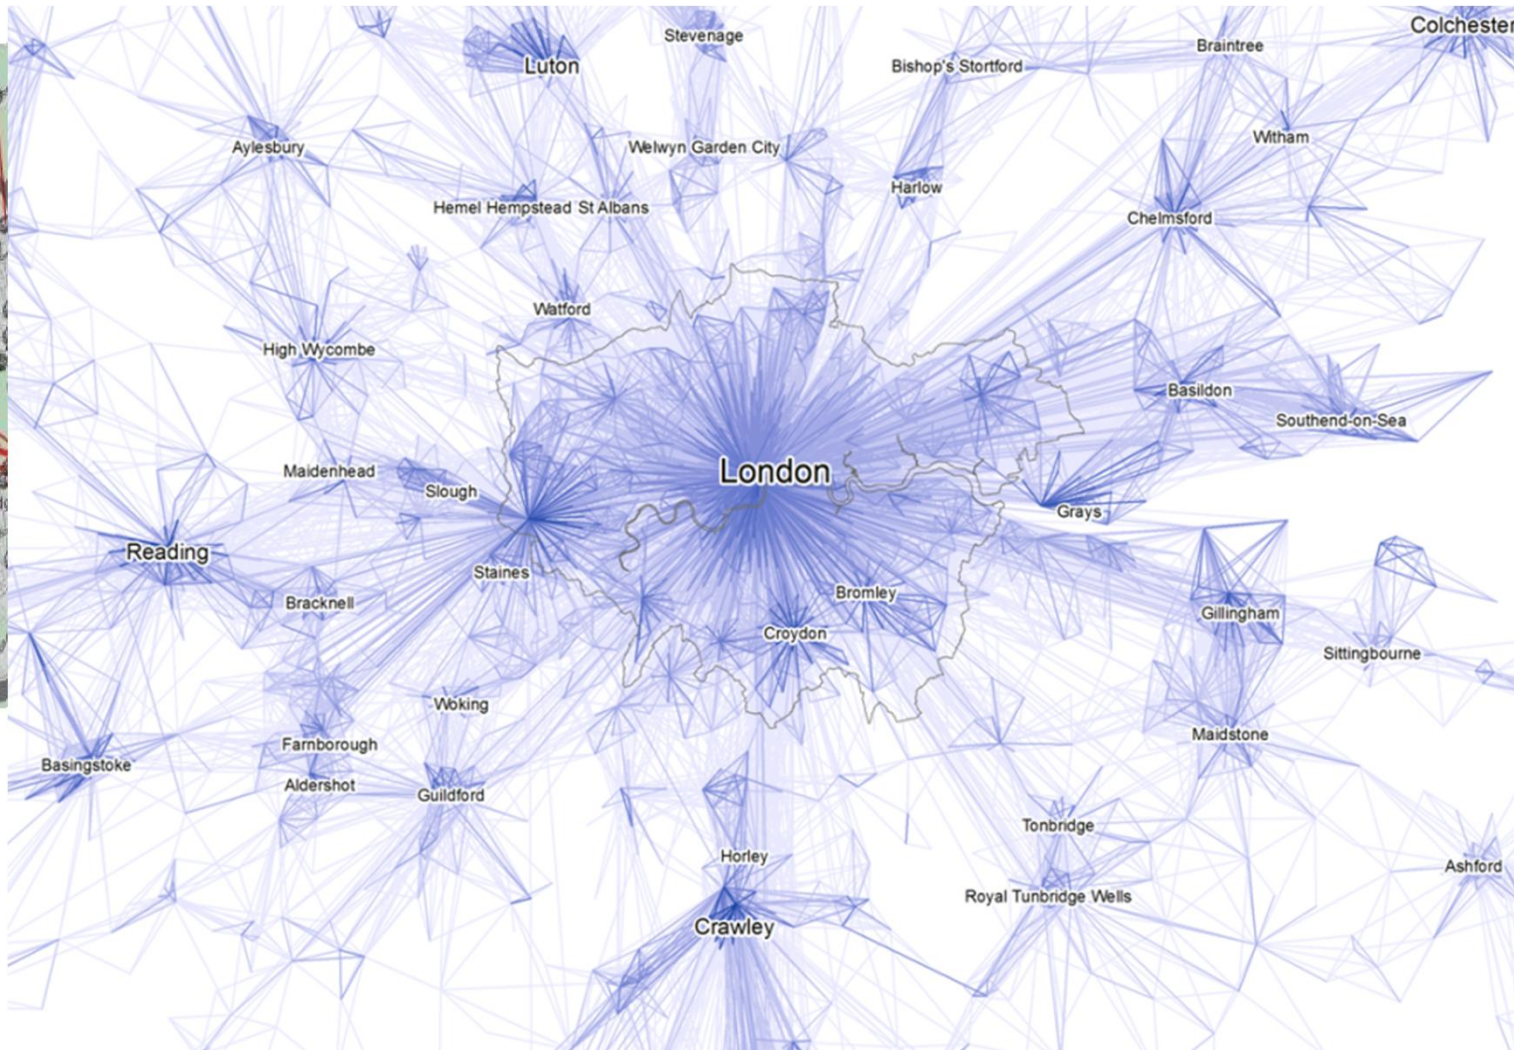 Colchester
Stevenage
Braintree
Luton
Bishop's Stortford
Witham
Aylesbury
Welwyn Garden City
Harlow
Hemel Hempstead
St Albans
Chelmsford
Watford
High Wycombe
Basildon
Southend-on-Sea
Maidenhead
London
Slough
Grays
Reading
Staines
Bromley
Bracknell
Gillingham
Croydon
Sittingbourne
Woking
Maidstone
Farnborough
Basingstoke
Aldershot
Guildford
Tonbridge
Horley
Ashford
Royal Tunbridge Wells
Crawley